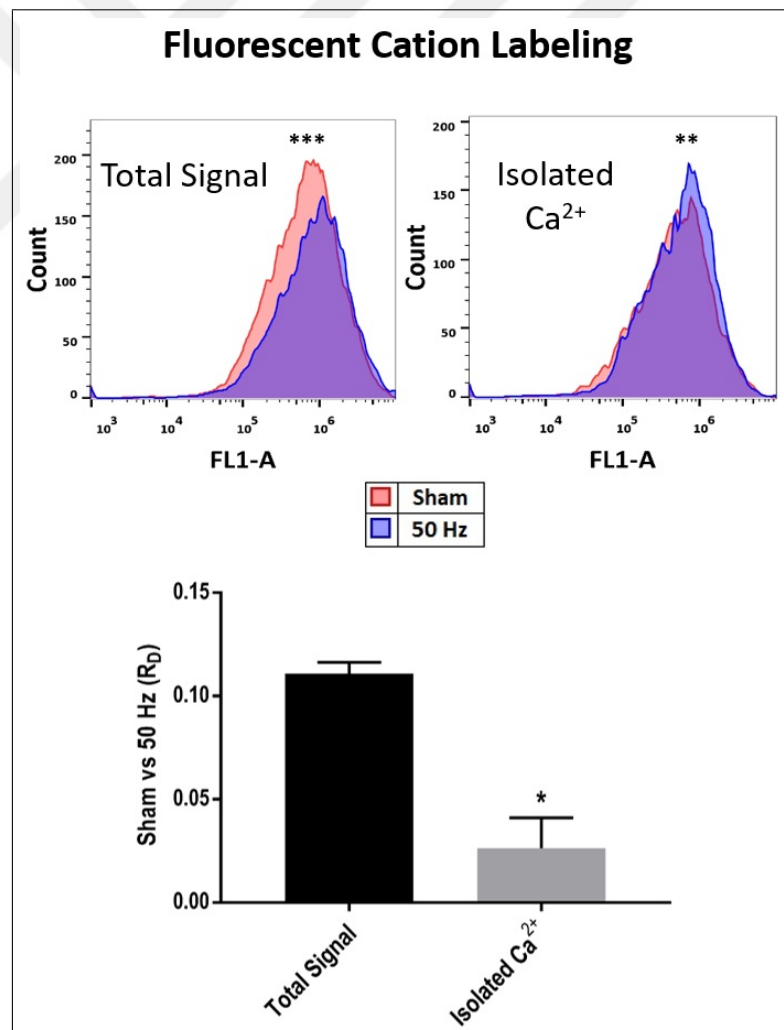 Fluorescent Cation Labeling
***
Total Signal
Count
200
150
100
50
0
10³ 10⁴ 10⁵ 10⁶
FL1-A
**
Isolated
Ca²⁺
Count
200
150
100
50
0
10³ 10⁴ 10⁵ 10⁶
FL1-A
Sham
50 Hz
Sham vs 50 Hz (R_D)
0.15
0.10
0.05
0.00
*
Total Signal
Isolated Ca²⁺